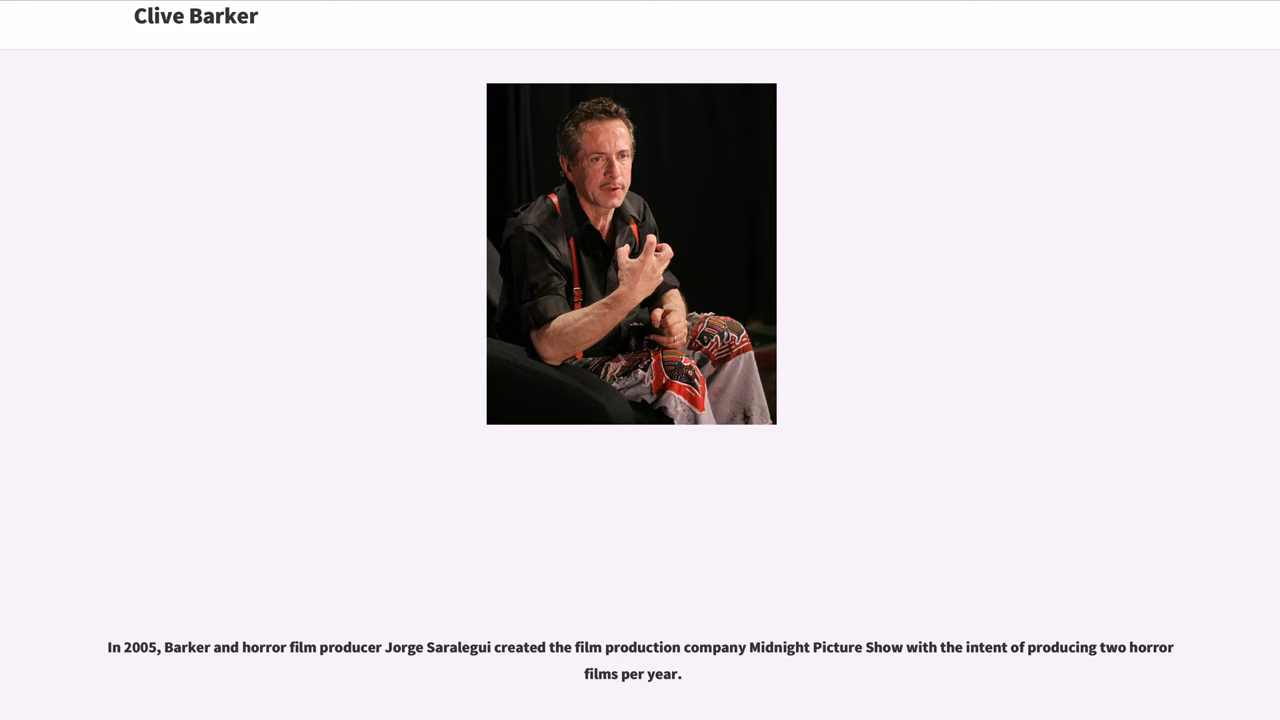 Clive Barker
In 2005, Barker and horror film producer Jorge Saralegui created the film production company Midnight Picture Show with the intent of producing two horror
films per year.